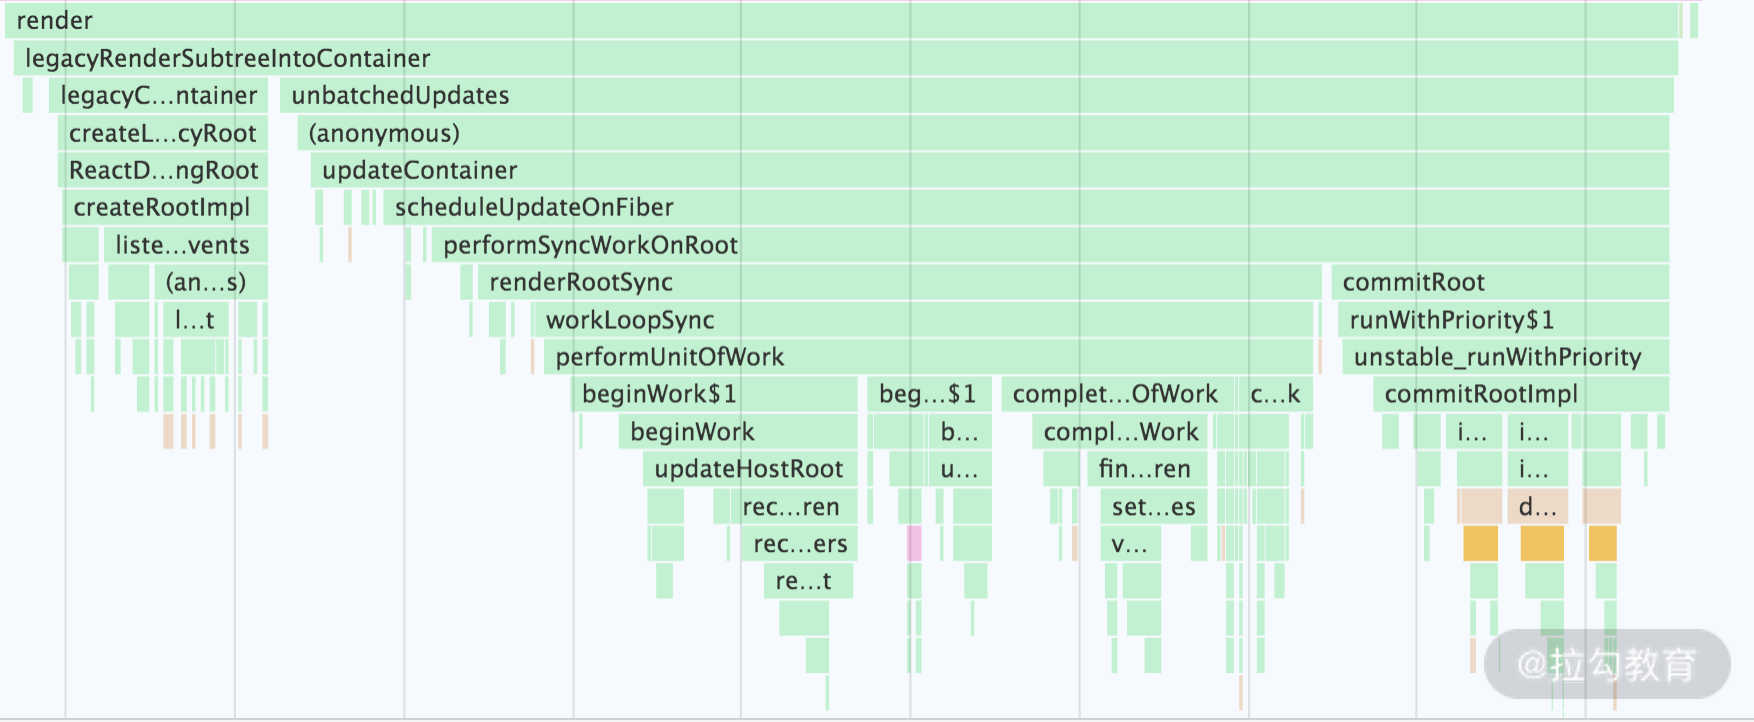 render
legacyRenderSubtreeIntoContainer
legacyC...ntainer unbatchedUpdates
createL...cyRoot (anonymous)
ReactD...ngRoot updateContainer
createRootImpl scheduleUpdateOnFiber
liste...vents performSyncWorkOnRoot
(an...s) renderRootSync commitRoot
l...t workLoopSync runWithPriority$1
performUnitOfWork unstable_runWithPriority
beginWork$1 beg...$1 complet...OfWork c...k commitRootImpl
beginWork b... compl...Work i... i...
updateHostRoot u... fin...ren i...
rec...ren set...es d...
rec...ers v...
re...t
@拉勾教育